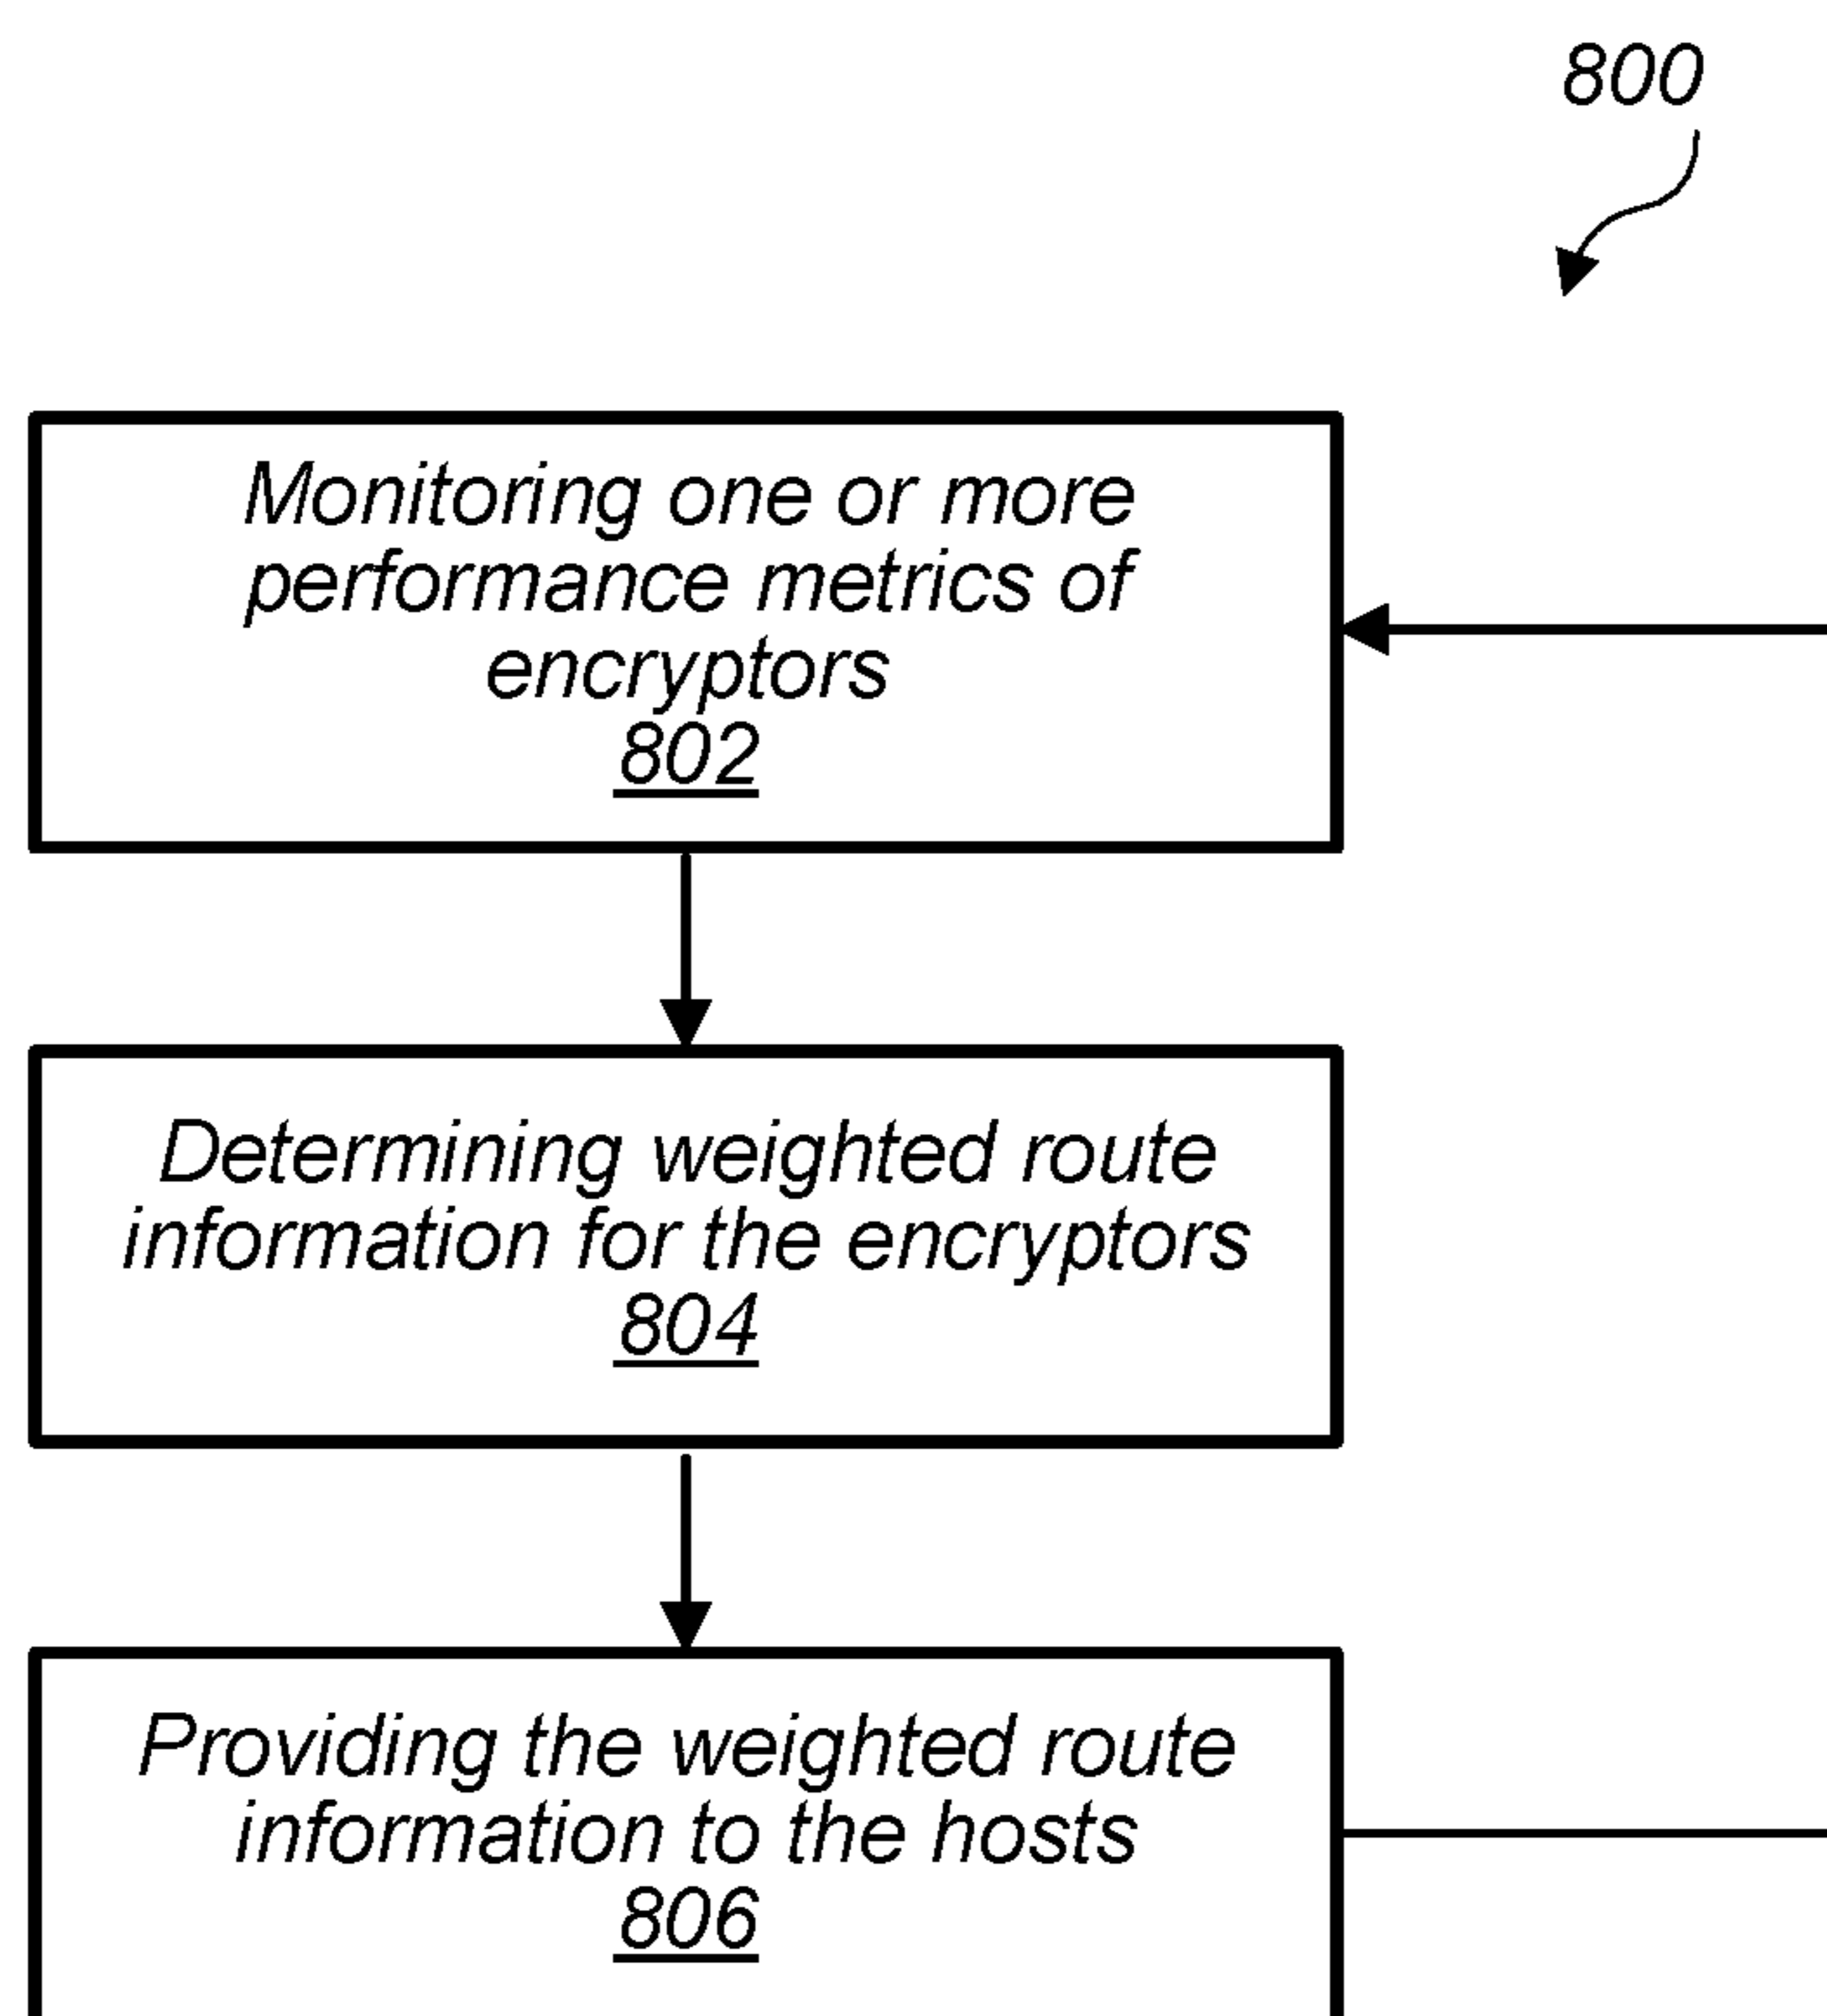 800
Monitoring one or more
performance metrics of
encryptors
802
Determining weighted route
information for the encryptors
804
Providing the weighted route
information to the hosts
806